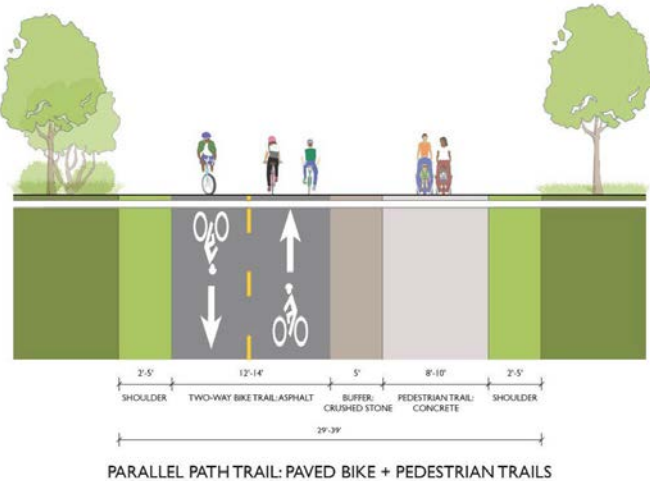 2'-5'
12'-14'
5'
8'-10'
2'-5'
SHOULDER
TWO-WAY BIKE TRAIL: ASPHALT
BUFFER:
CRUSHED STONE
PEDESTRIAN TRAIL:
CONCRETE
SHOULDER
29'-39'
PARALLEL PATH TRAIL: PAVED BIKE + PEDESTRIAN TRAILS